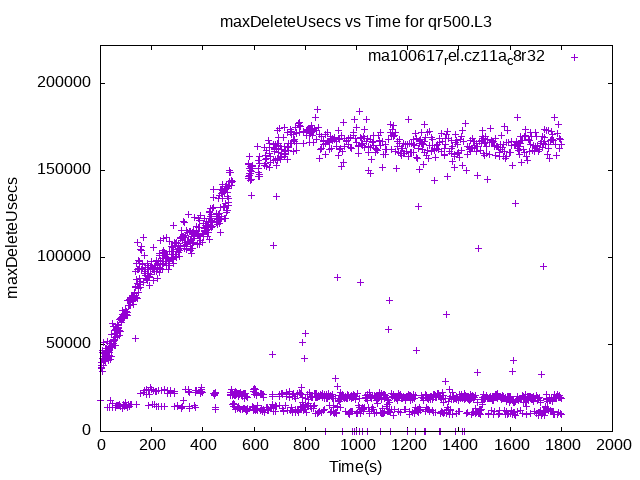 maxDeleteUsecs vs Time for qr500.L3
ma100617rel.cz11ac8r32
200000
150000
100000
50000
0
maxDeleteUsecs
0 200 400 600 800 1000 1200 1400 1600 1800 2000
Time(s)